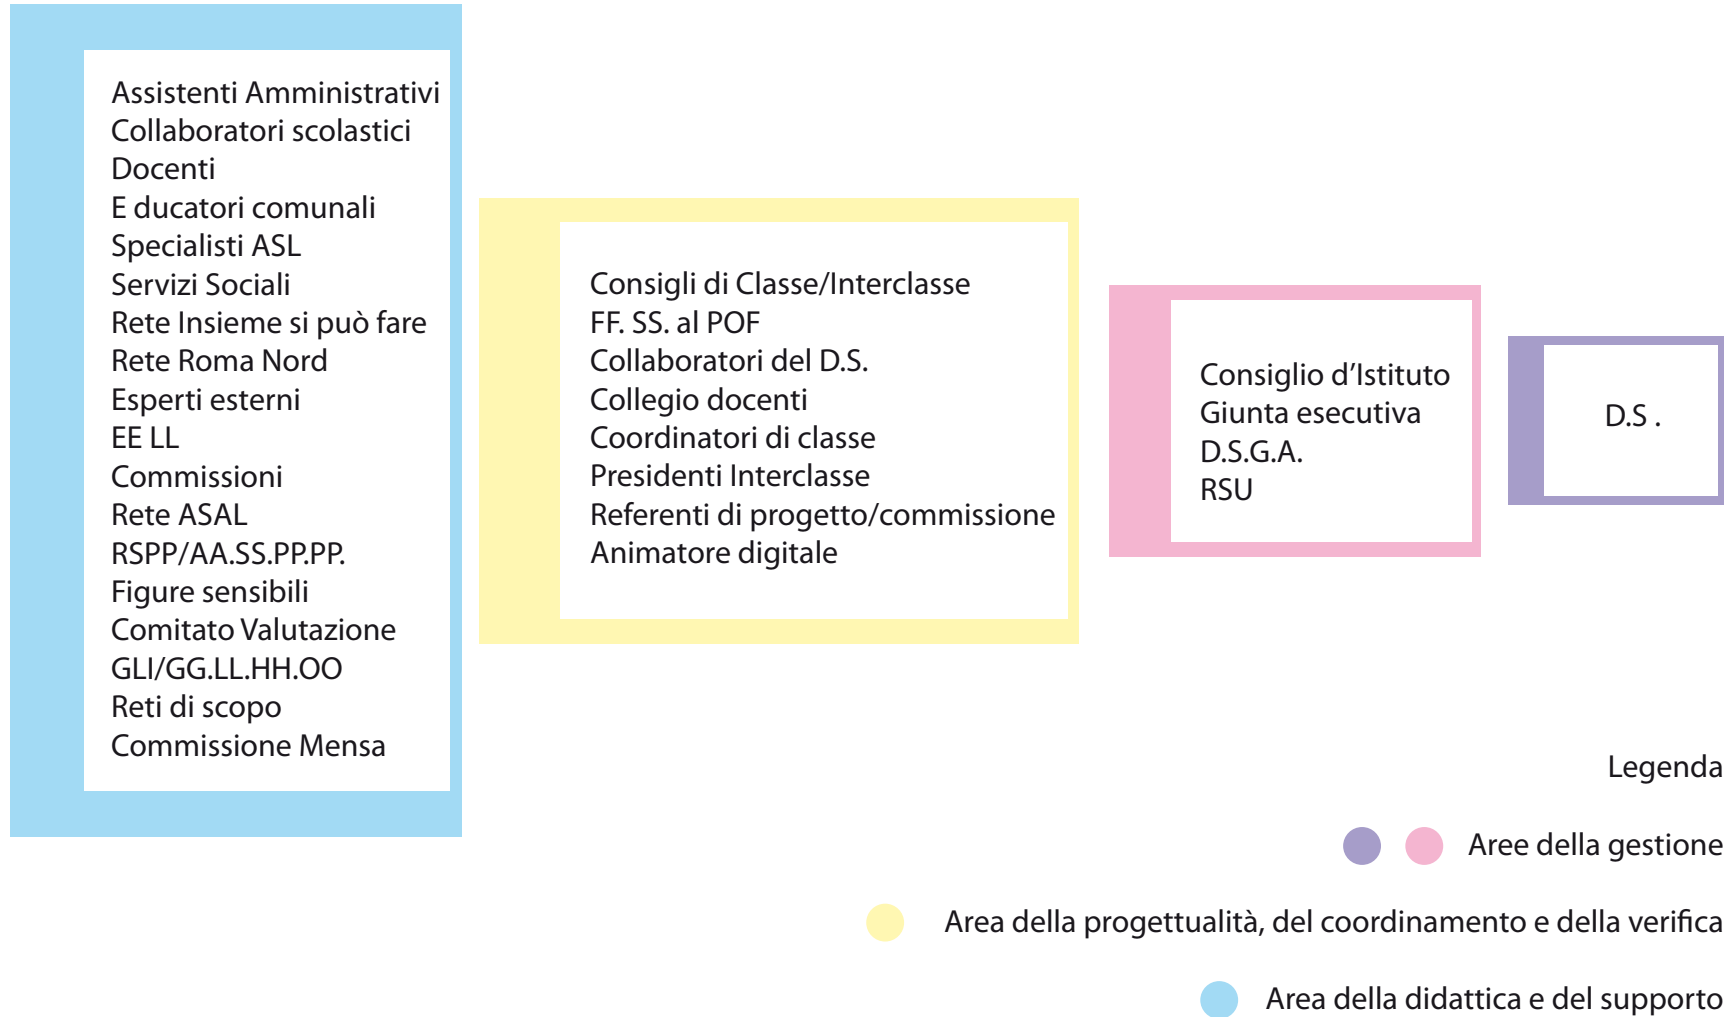 Assistenti Amministrativi
Collaboratori scolastici
Docenti
E ducatori comunali
Specialisti ASL
Servizi Sociali
Rete Insieme si può fare
Rete Roma Nord
Esperti esterni
EE LL
Commissioni
Rete ASAL
RSPP/AA.SS.PP.PP.
Figure sensibili
Comitato Valutazione
GLI/GG.LL.HH.OO
Reti di scopo
Commissione Mensa
Consigli di Classe/Interclasse
FF. SS. al POF
Collaboratori del D.S.
Collegio docenti
Coordinatori di classe
Presidenti Interclasse
Referenti di progetto/commissione
Animatore digitale
Consiglio d’Istituto
Giunta esecutiva
D.S.G.A.
RSU
D.S .
Legenda
Aree della gestione
Area della progettualità, del coordinamento e della verifica
Area della didattica e del supporto